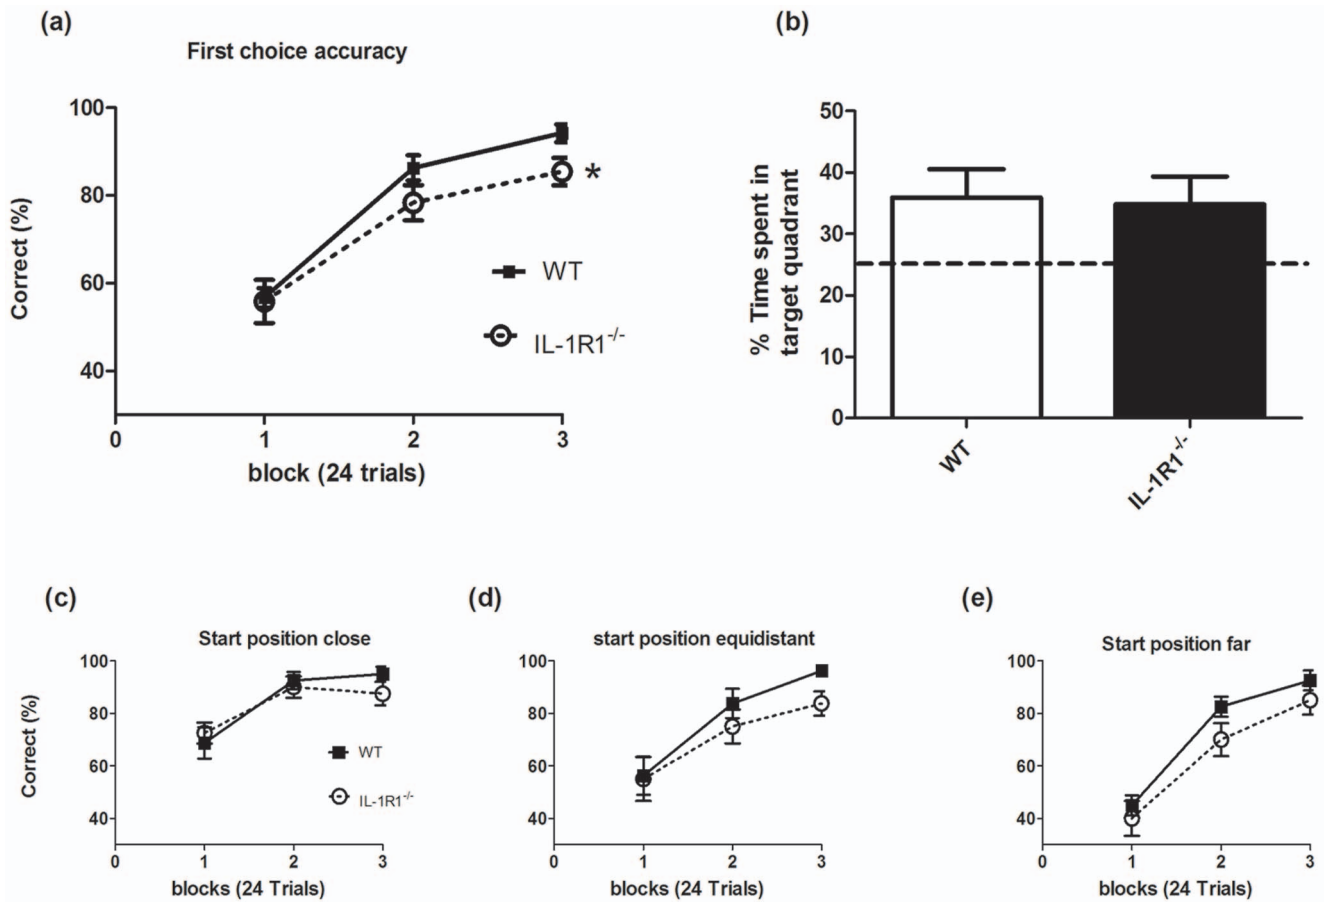 (a)
First choice accuracy
100
80
60
40
Correct (%)
0 1 2 3
block (24 trials)
*
WT
IL-1R1-/-
(b)
50
40
30
20
10
0
% Time spent in
target quadrant
WT
IL-1R1-/-
(c)
Start position close
100
80
60
40
Correct (%)
0 1 2 3
blocks (24 Trials)
WT
IL-1R1-/-
(d)
start position equidistant
100
80
60
40
0 1 2 3
blocks (24 Trials)
(e)
Start position far
100
80
60
40
0 1 2 3
blocks (24 Trials)